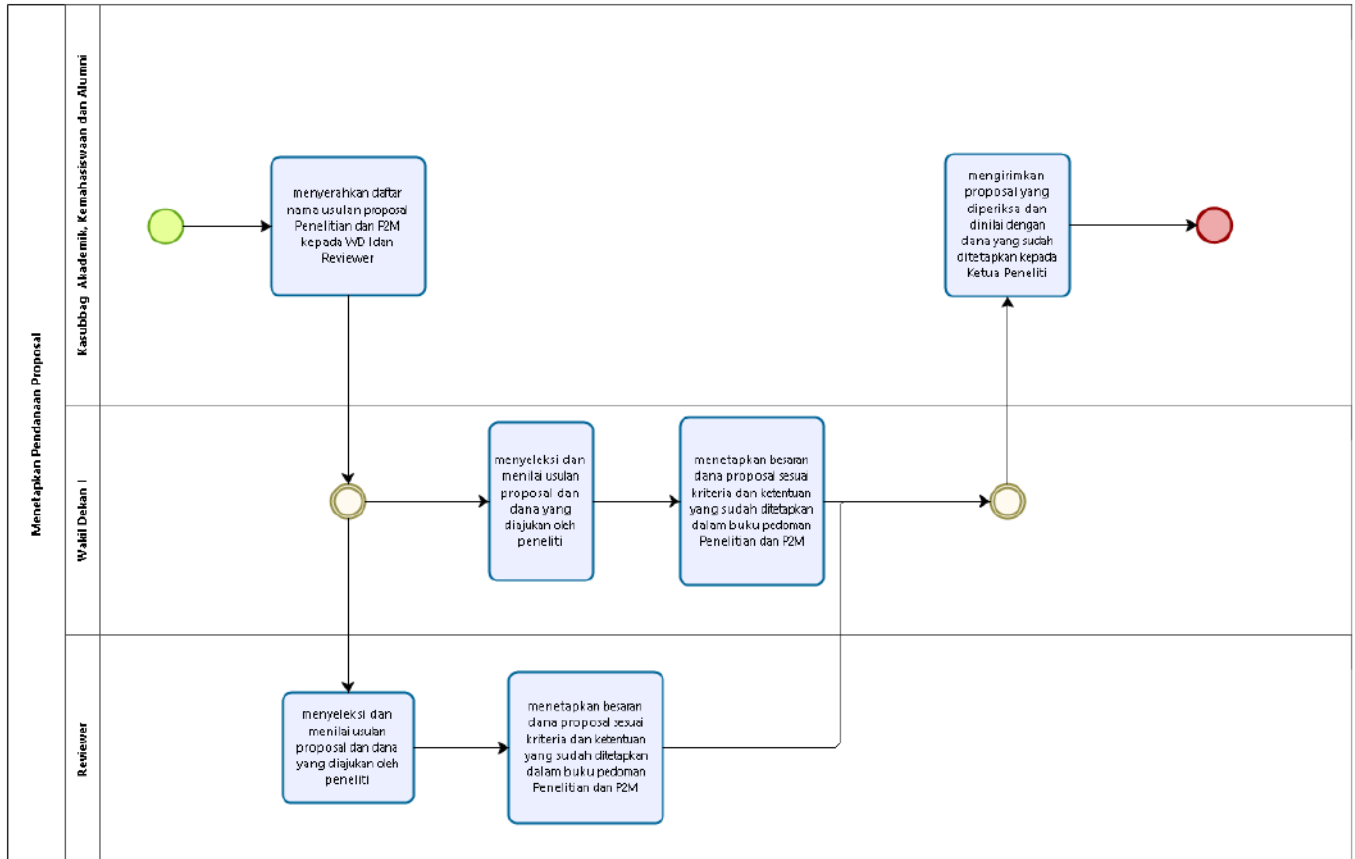 Menetapkan Pendanaan Proposal
Kasubbag Akademik, Kemahasiswaan dan Alumni
menyerahkan daftar
nama usulan proposal
Penelitian dan P2M
kepada WD I dan
Reviewer
mengirimkan
proposal yang
diperiksa dan
dinilai dengan
dana yang sudah
ditetapkan kepada
Ketua Peneliti
Wakil Dekan I
menyeleksi dan
menilai usulan
proposal dan
dana yang
diajukan oleh
peneliti
menetapkan besaran
dana proposal sesuai
kriteria dan ketentuan
yang sudah ditetapkan
dalam buku pedoman
Penelitian dan P2M
Reviewer
menyeleksi dan
menilai usulan
proposal dan dana
yang diajukan oleh
peneliti
menetapkan besaran
dana proposal sesuai
kriteria dan ketentuan
yang sudah ditetapkan
dalam buku pedoman
Penelitian dan P2M